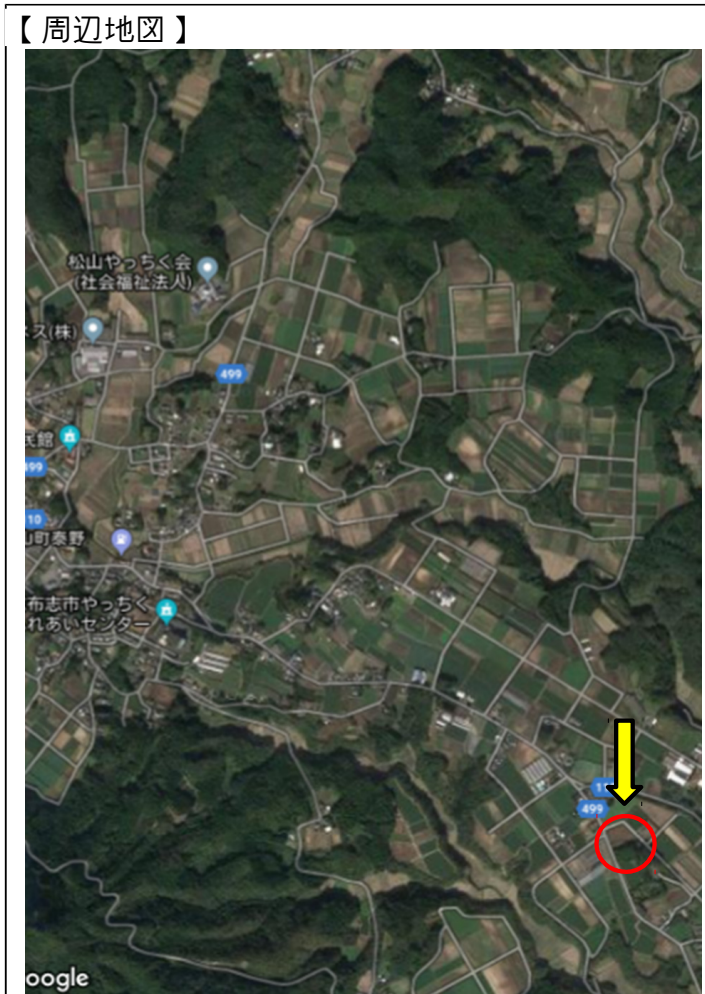 【 周辺地図 】
松山やっちく会
(社会福祉法人)
ス(株)
499
民館
99
10
山町泰野
布志市やっちく
れあいセンター
499
oogle